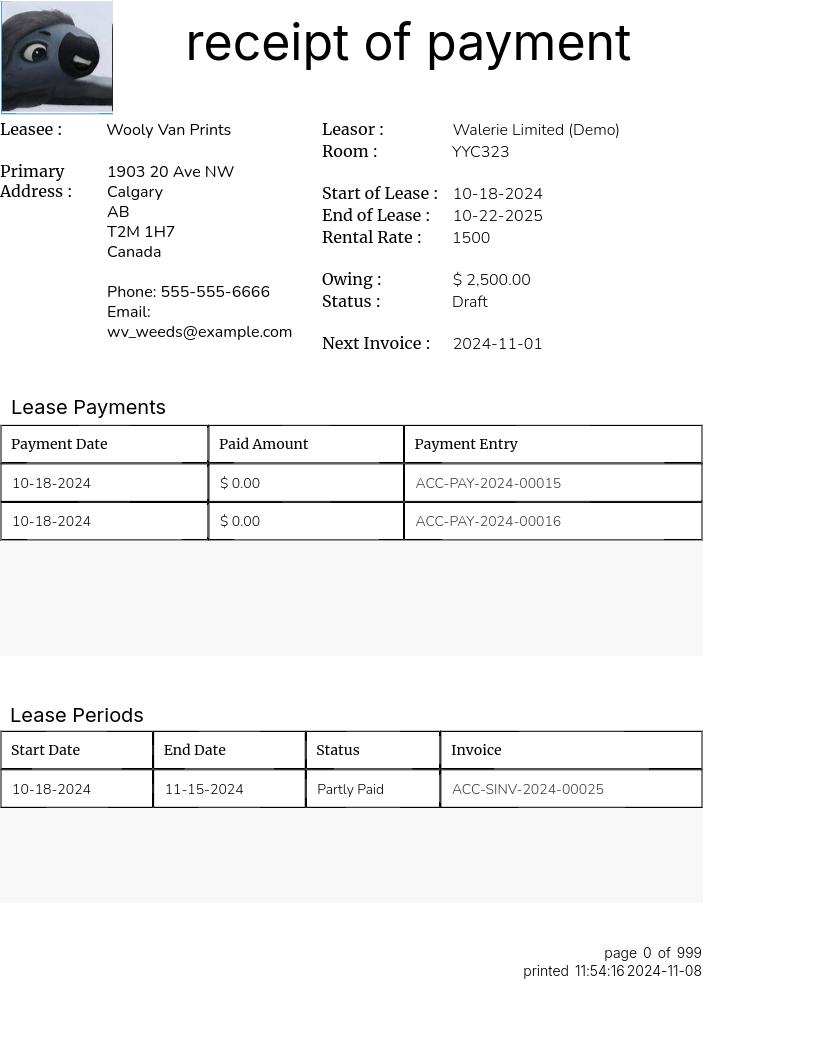 receipt of payment
Leasee : Wooly Van Prints
Primary Address : 1903 20 Ave NW
Calgary
AB
T2M 1H7
Canada
Phone: 555-555-6666
Email:
wv_weeds@example.com
Leasor : Walerie Limited (Demo)
Room : YYC323
Start of Lease : 10-18-2024
End of Lease : 10-22-2025
Rental Rate : 1500
Owing : $ 2,500.00
Status : Draft
Next Invoice : 2024-11-01
Lease Payments
Payment Date Paid Amount Payment Entry
10-18-2024 $ 0.00 ACC-PAY-2024-00015
10-18-2024 $ 0.00 ACC-PAY-2024-00016
Lease Periods
Start Date End Date Status Invoice
10-18-2024 11-15-2024 Partly Paid ACC-SINV-2024-00025
page 0 of 999
printed 11:54:16 2024-11-08